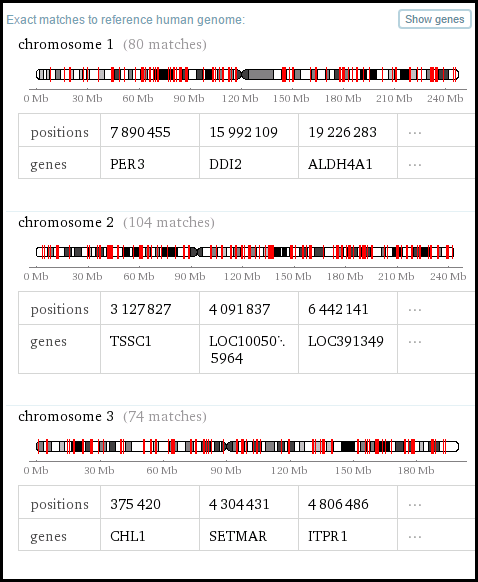 Exact matches to reference human genome: Show genes
chromosome 1 (80 matches)
0 Mb 30 Mb 60 Mb 90 Mb 120 Mb 150 Mb 180 Mb 210 Mb 240 Mb
positions 7 890 455 15 992 109 19 226 283 ...
genes PER3 DDI2 ALDH4A1 ...
chromosome 2 (104 matches)
0 Mb 30 Mb 60 Mb 90 Mb 120 Mb 150 Mb 180 Mb 210 Mb 240 Mb
positions 3 127 827 4 091 837 6 442 141 ...
genes TSSC1 LOC10050⋱ LOC391349 ...
5964
chromosome 3 (74 matches)
0 Mb 30 Mb 60 Mb 90 Mb 120 Mb 150 Mb 180 Mb
positions 375 420 4 304 431 4 806 486 ...
genes CHL1 SETMAR ITPR1 ...